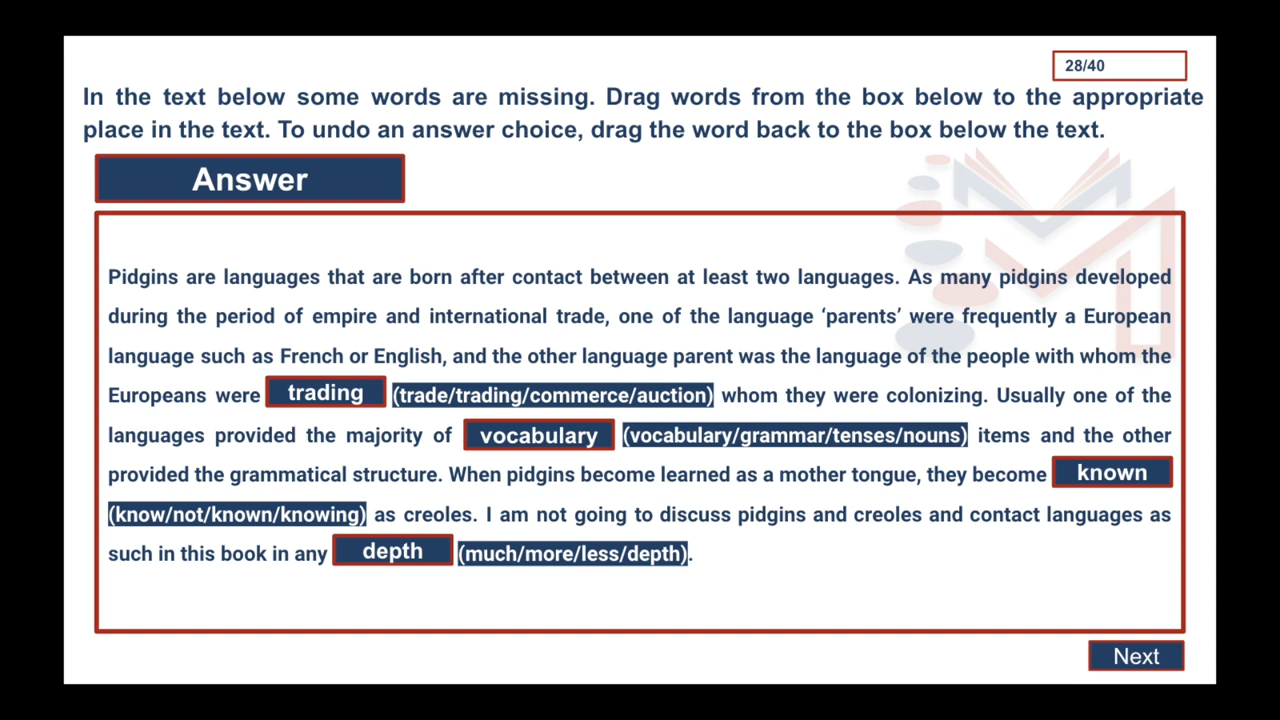 28/40
In the text below some words are missing. Drag words from the box below to the appropriate
place in the text. To undo an answer choice, drag the word back to the box below the text.
Answer
Pidgins are languages that are born after contact between at least two languages. As many pidgins developed
during the period of empire and international trade, one of the language ‘parents’ were frequently a European
language such as French or English, and the other language parent was the language of the people with whom the
Europeans were trading (trade/trading/commerce/auction) whom they were colonizing. Usually one of the
languages provided the majority of vocabulary (vocabulary/grammar/tenses/nouns) items and the other
provided the grammatical structure. When pidgins become learned as a mother tongue, they become known
(know/not/known/knowing) as creoles. I am not going to discuss pidgins and creoles and contact languages as
such in this book in any depth (much/more/less/depth).
Next